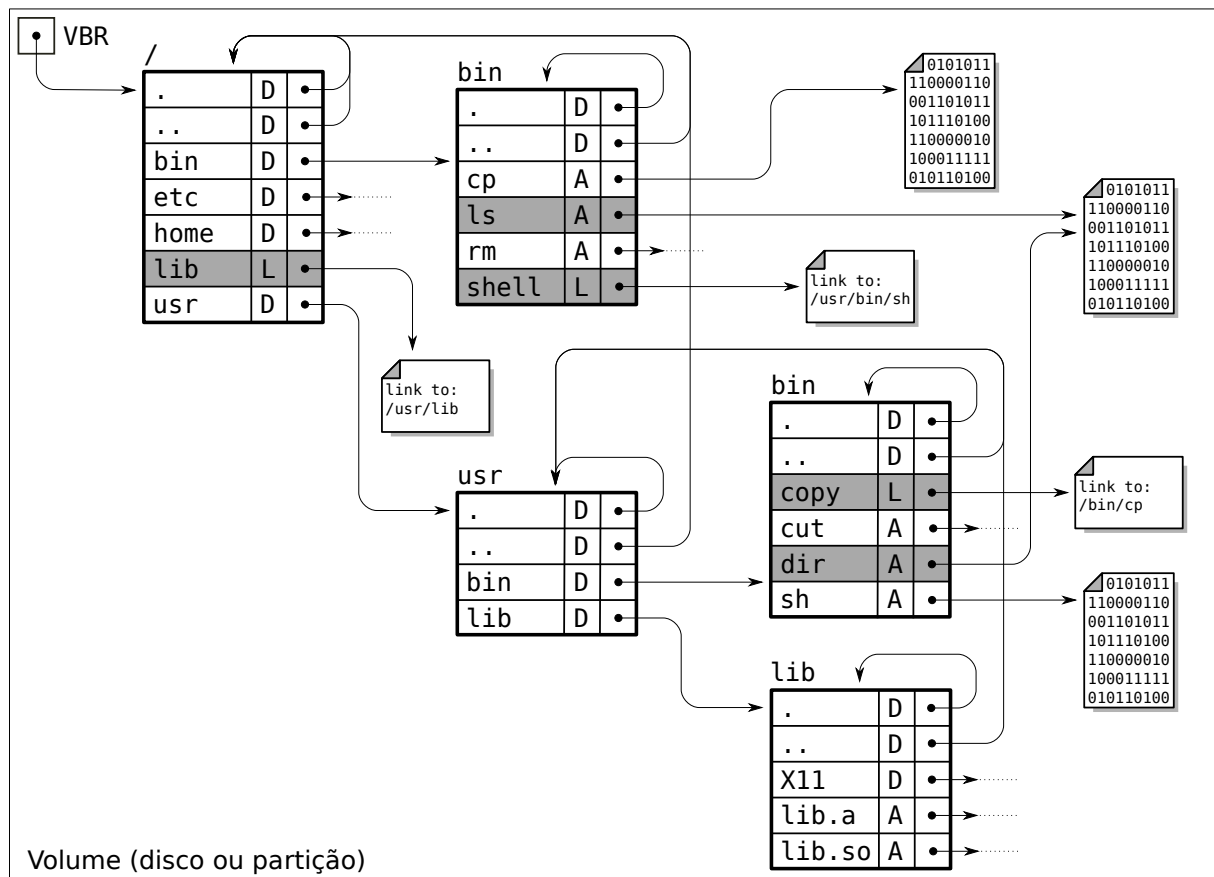 VBR
/
. D
.. D
bin D
etc D
home D
lib L
usr D
bin
. D
.. D
cp A
ls A
rm A
shell L
0101011
110000110
001101011
101110100
110000010
100011111
010110100
0101011
110000110
001101011
101110100
110000010
100011111
010110100
link to:
/usr/bin/sh
link to:
/usr/lib
usr
. D
.. D
bin D
lib D
bin
. D
.. D
copy L
cut A
dir A
sh A
link to:
/bin/cp
0101011
110000110
001101011
101110100
110000010
100011111
010110100
lib
. D
.. D
X11 D
lib.a A
lib.so A
Volume (disco ou partição)